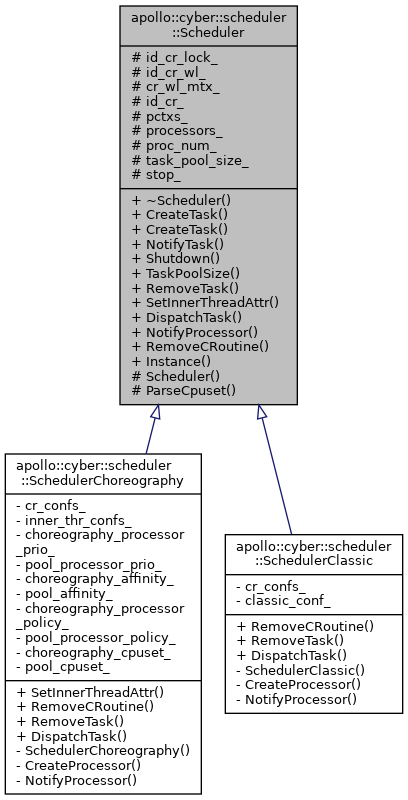 apollo::cyber::scheduler
::Scheduler
# id_cr_lock_
# id_cr_wl_
# cr_wl_mtx_
# id_cr_
# pctxs_
# processors_
# proc_num_
# task_pool_size_
# stop_
+ ~Scheduler()
+ CreateTask()
+ CreateTask()
+ NotifyTask()
+ Shutdown()
+ TaskPoolSize()
+ RemoveTask()
+ SetInnerThreadAttr()
+ DispatchTask()
+ NotifyProcessor()
+ RemoveCRoutine()
+ Instance()
# Scheduler()
# ParseCpuset()
apollo::cyber::scheduler
::SchedulerChoreography
- cr_confs_
- inner_thr_confs_
- choreography_processor
_prio_
- pool_processor_prio_
- choreography_affinity_
- pool_affinity_
- choreography_processor
_policy_
- pool_processor_policy_
- choreography_cpuset_
- pool_cpuset_
+ SetInnerThreadAttr()
+ RemoveCRoutine()
+ RemoveTask()
+ DispatchTask()
- SchedulerChoreography()
- CreateProcessor()
- NotifyProcessor()
apollo::cyber::scheduler
::SchedulerClassic
- cr_confs_
- classic_conf_
+ RemoveCRoutine()
+ RemoveTask()
+ DispatchTask()
- SchedulerClassic()
- CreateProcessor()
- NotifyProcessor()